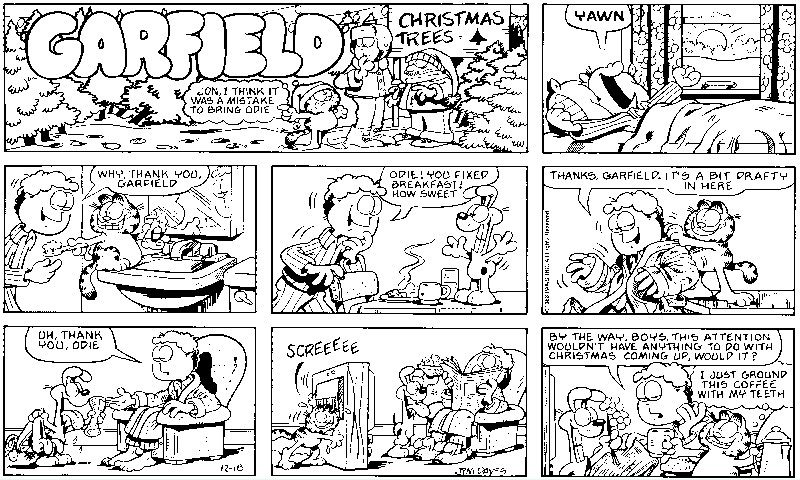 GARFIELD
CHRISTMAS
TREES
JON, I THINK IT
WAS A MISTAKE
TO BRING ODIE
YAWN
WHY, THANK YOU,
GARFIELD
ODIE! YOU FIXED
BREAKFAST!
HOW SWEET
THANKS, GARFIELD. IT'S A BIT DRAFTY
IN HERE
OH, THANK
YOU, ODIE
12-18
SCREEEEE
JIM DAVIS
BY THE WAY, BOYS. THIS ATTENTION
WOULDN'T HAVE ANYTHING TO DO WITH
CHRISTMAS COMING UP, WOULD IT?
I JUST GROUND
THIS COFFEE
WITH MY TEETH